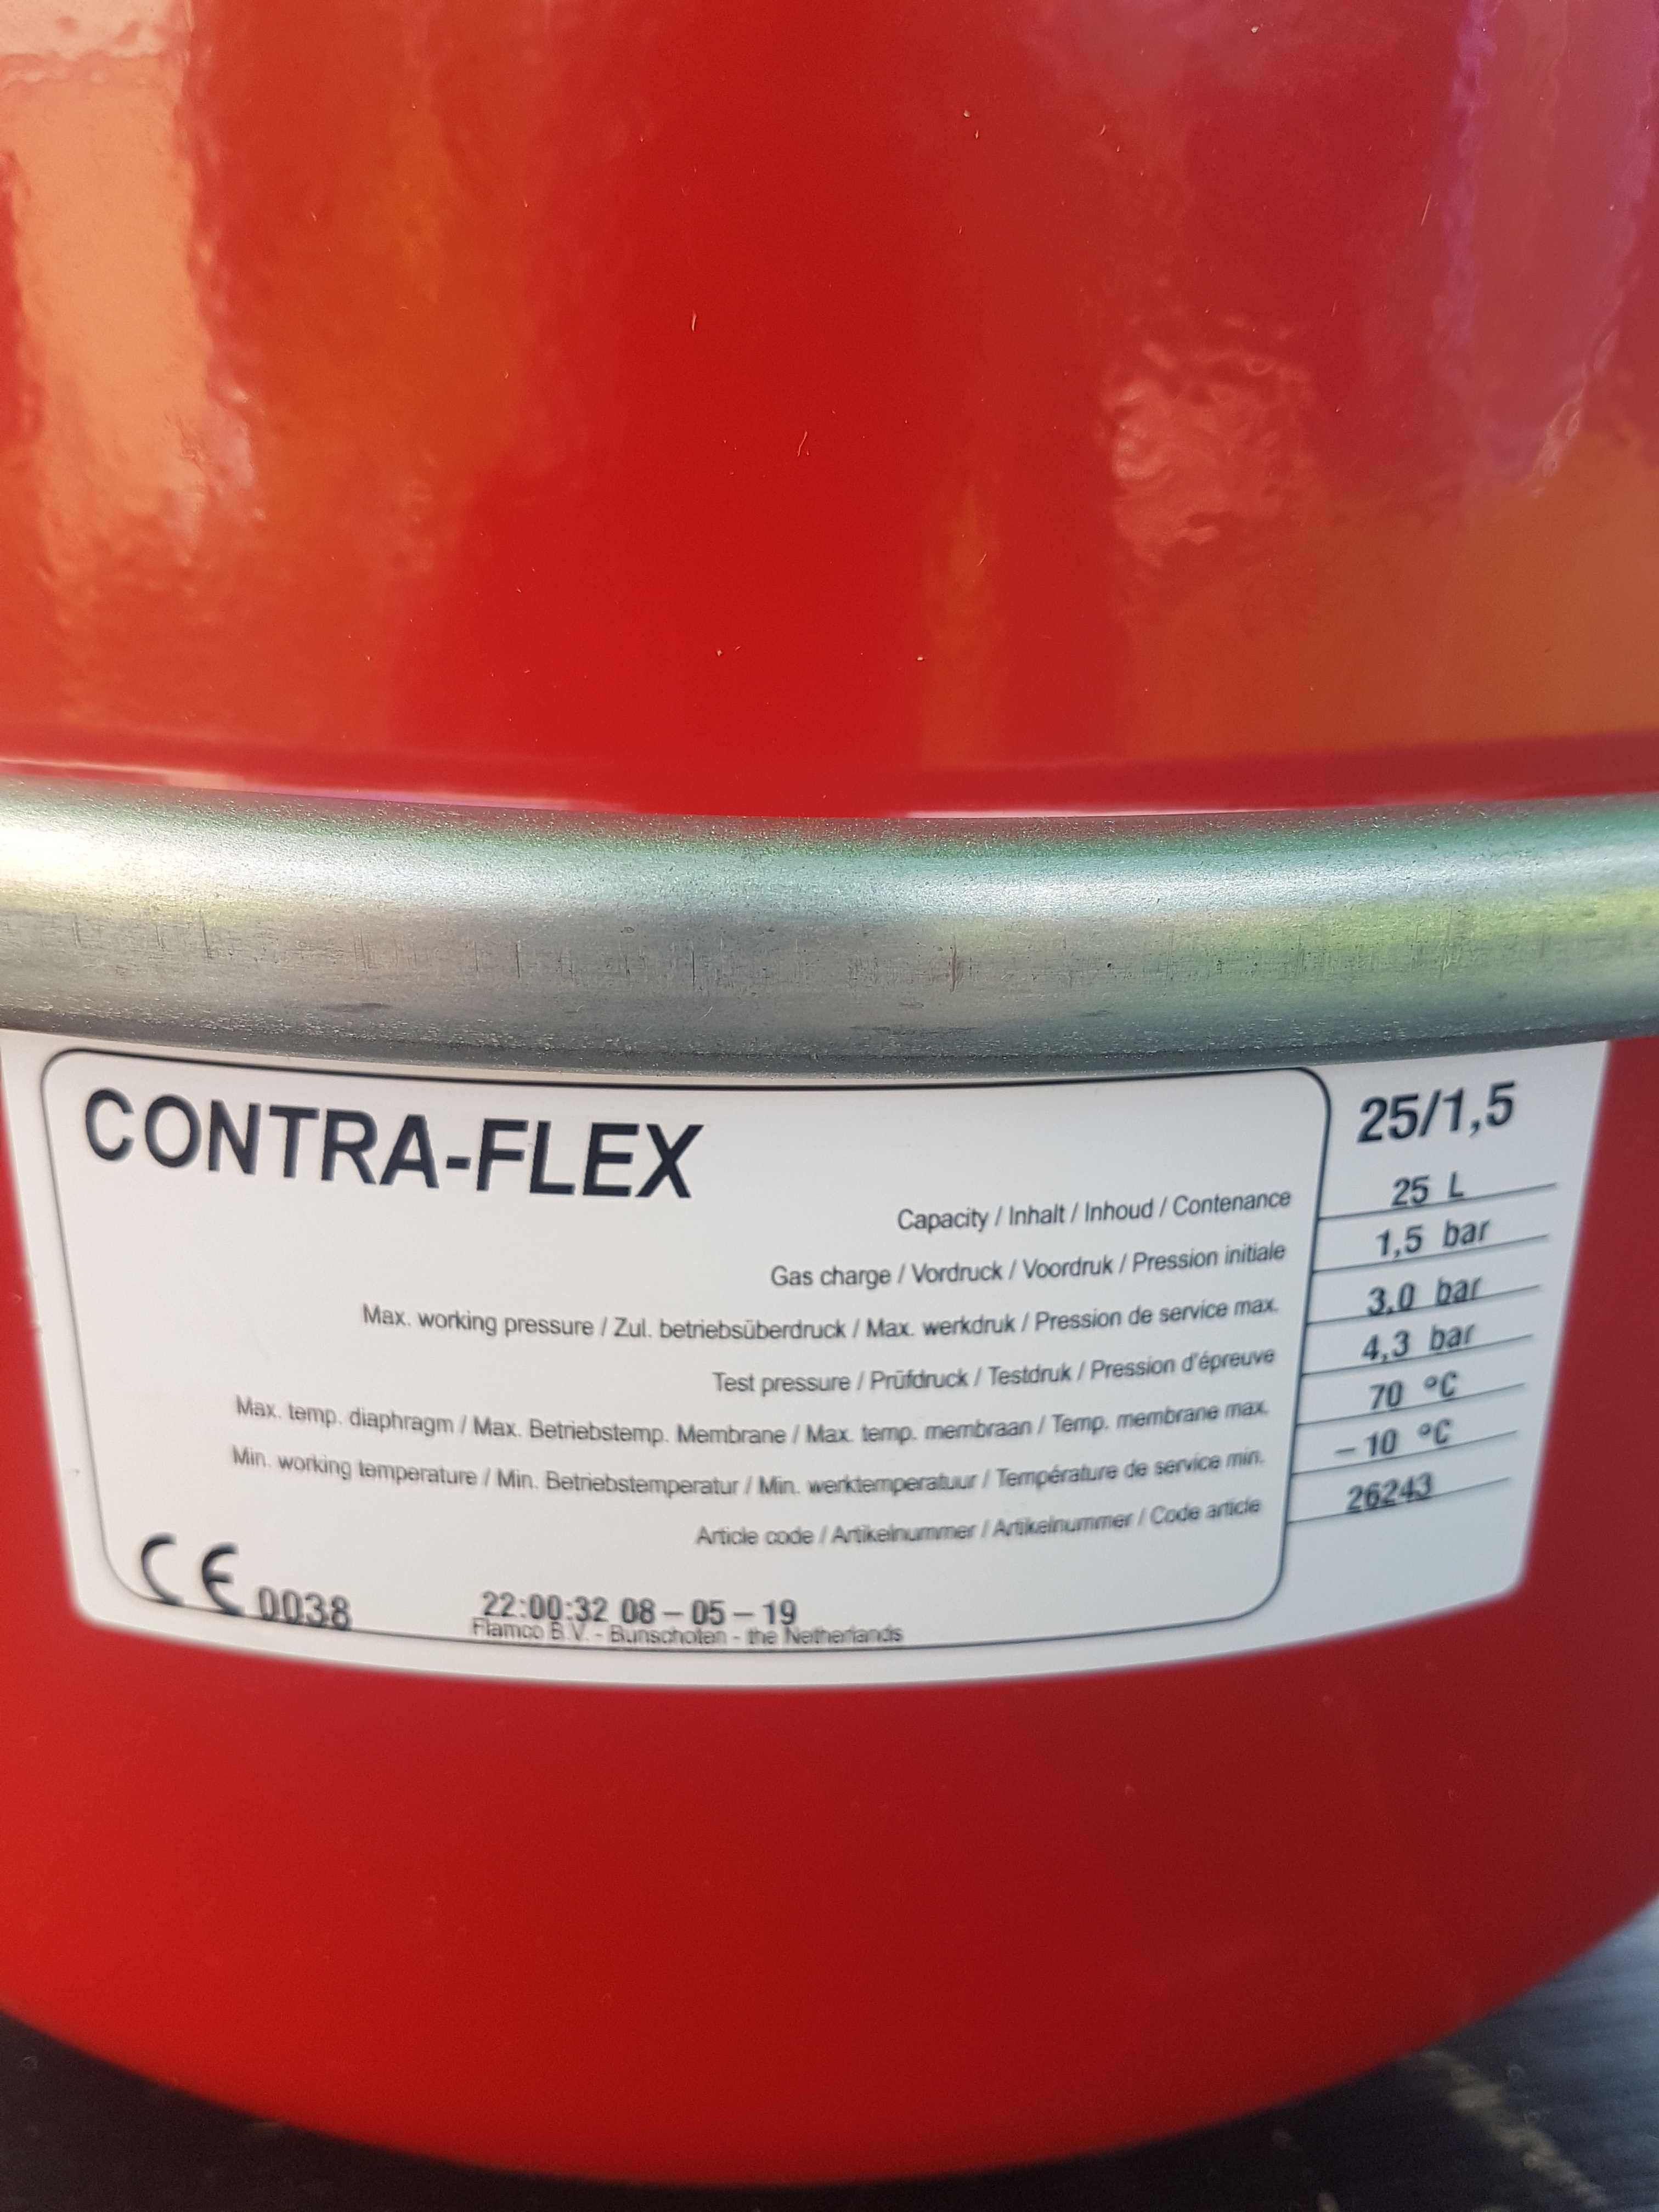 CONTRA-FLEX 25/1,5
Capacity / Inhalt / Inhoud / Contenance 25 L
Gas charge / Vordruck / Voordruk / Pression initiale 1,5 bar
Max. working pressure / Zul. betriebsüberdruck / Max. werkdruk / Pression de service max. 3,0 bar
Test pressure / Prüfdruck / Testdruk / Pression d'épreuve 4,3 bar
Max. temp. diaphragm / Max. Betriebstemp. Membrane / Max. temp. membraan / Temp. membrane max. 70 °C
Min. working temperature / Min. Betriebstemperatur / Min. werktemperatuur / Température de service min. – 10 °C
Article code / Artikelnummer / Artikelnummer / Code article 26243
CE 0038 22:00:32 08 – 05 – 19
Flamco B.V. - Bunschoten - the Netherlands